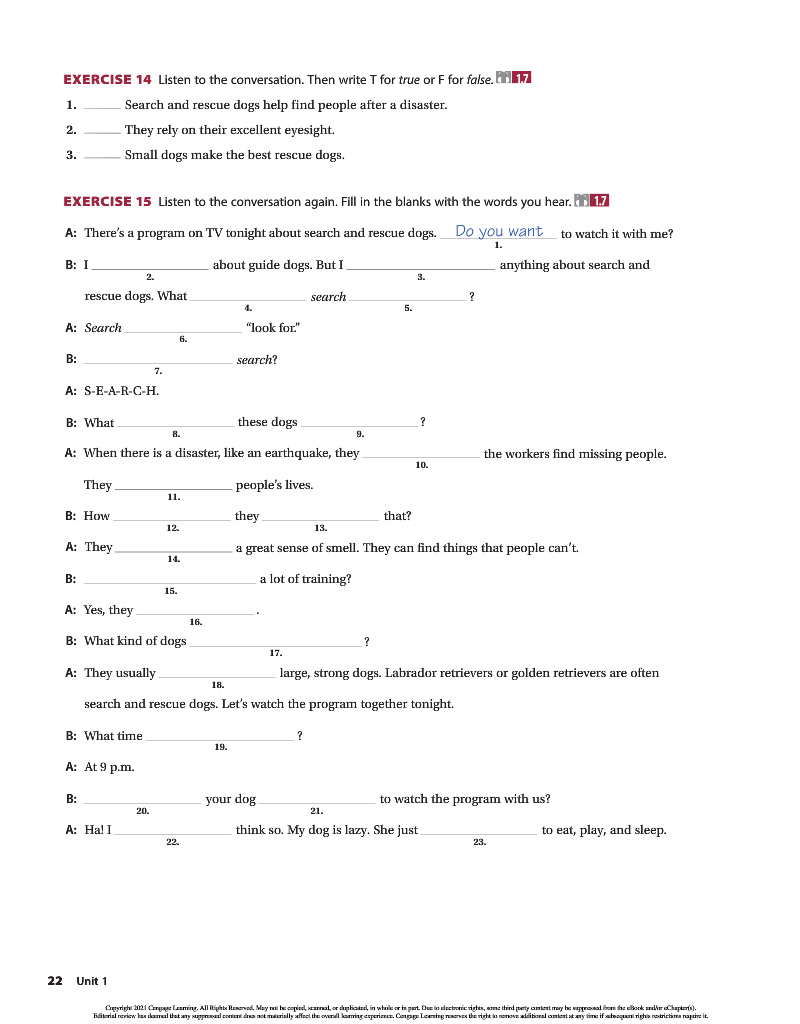 EXERCISE 14 Listen to the conversation. Then write T for true or F for false. 1.7
1. _____ Search and rescue dogs help find people after a disaster.
2. _____ They rely on their excellent eyesight.
3. _____ Small dogs make the best rescue dogs.
EXERCISE 15 Listen to the conversation again. Fill in the blanks with the words you hear. 1.7
A: There's a program on TV tonight about search and rescue dogs. Do you want to watch it with me?
1.
B: I _____ about guide dogs. But I _____ anything about search and
2. 3.
rescue dogs. What _____ search _____ ?
4. 5.
A: Search _____ "look for."
6.
B: _____ search?
7.
A: S-E-A-R-C-H.
B: What _____ these dogs _____ ?
8. 9.
A: When there is a disaster, like an earthquake, they _____ the workers find missing people.
10.
They _____ people's lives.
11.
B: How _____ they _____ that?
12. 13.
A: They _____ a great sense of smell. They can find things that people can't.
14.
B: _____ a lot of training?
15.
A: Yes, they _____ .
16.
B: What kind of dogs _____ ?
17.
A: They usually _____ large, strong dogs. Labrador retrievers or golden retrievers are often
18.
search and rescue dogs. Let's watch the program together tonight.
B: What time _____ ?
19.
A: At 9 p.m.
B: _____ your dog _____ to watch the program with us?
20. 21.
A: Ha! I _____ think so. My dog is lazy. She just _____ to eat, play, and sleep.
22. 23.
22 Unit 1
Copyright 2021 Cengage Learning. All Rights Reserved. May not be copied, scanned, or duplicated, in whole or in part. Due to electronic rights, some third party content may be suppressed from the eBook and/or eChapter(s).
Editorial review has deemed that any suppressed content does not materially affect the overall learning experience. Cengage Learning reserves the right to remove additional content at any time if subsequent rights restrictions require it.